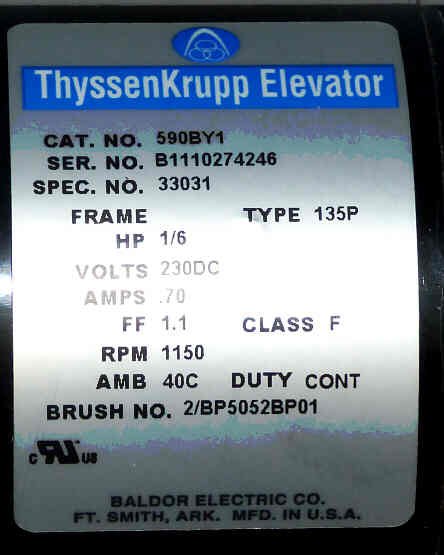 ThyssenKrupp Elevator
CAT. NO. 590BY1
SER. NO. B1110274246
SPEC. NO. 33031
FRAME TYPE 135P
HP 1/6
VOLTS 230DC
AMPS .70
FF 1.1 CLASS F
RPM 1150
AMB 40C DUTY CONT
BRUSH NO. 2/BP5052BP01
c RU US
BALDOR ELECTRIC CO.
FT. SMITH, ARK. MFD. IN U.S.A.